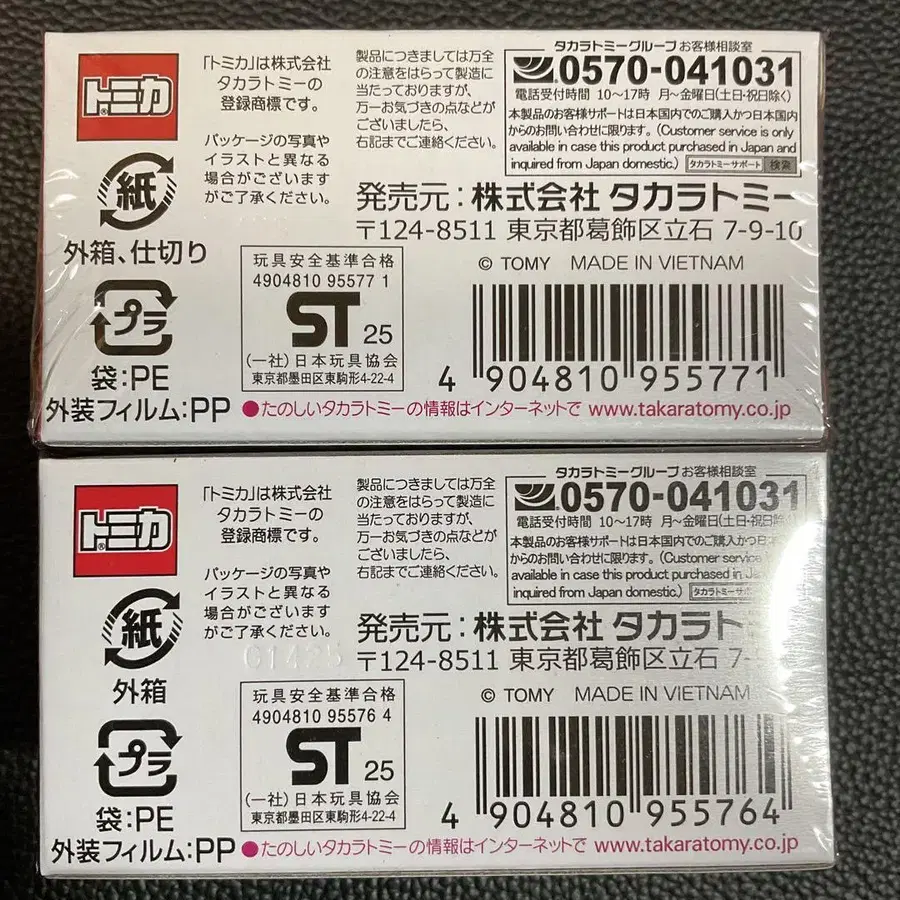 トミカ
「トミカ」は株式会社
タカラトミーの
登録商標です。
パッケージの写真や
イラストと異なる
場合がございます
がご了承ください。
紙
外箱、仕切り
プラ
袋:PE
外装フィルム:PP
製品につきましては万全
の注意をはらって製造に
当たっておりますが、
万一お気づきの点などが
ございましたら、
右記までご連絡ください。
タカラトミーグループ お客様相談室
0570-041031
電話受付時間 10〜17時 月〜金曜日(土日・祝日除く)
本製品のお客様サポートは日本国内でのご購入かつ日本国内
からのお問い合わせに限ります。(Customer service is only
available in case this product purchased in Japan and
inquired from Japan domestic.) タカラトミーサポート 検索
発売元:株式会社 タカラトミー
〒124-8511 東京都葛飾区立石 7-9-10
© TOMY MADE IN VIETNAM
玩具安全基準合格
4904810 95577 1
ST 25
(一社)日本玩具協会
東京都墨田区東駒形4-22-4
4 904810 955771
●たのしいタカラトミーの情報はインターネットで www.takaratomy.co.jp
トミカ
「トミカ」は株式会社
タカラトミーの
登録商標です。
パッケージの写真や
イラストと異なる
場合がございます
がご了承ください。
紙
外箱
プラ
袋:PE
外装フィルム:PP
製品につきましては万全
の注意をはらって製造に
当たっておりますが、
万一お気づきの点などが
ございましたら、
右記までご連絡ください。
タカラトミーグループ お客様相談室
0570-041031
電話受付時間 10〜17時 月〜金曜日(土日・祝日除く)
本製品のお客様サポートは日本国内でのご購入かつ日
からのお問い合わせに限ります。(Customer service
available in case this product purchased in
inquired from Japan domestic.) タカラトミーサポ
発売元:株式会社 タカラト
〒124-8511 東京都葛飾区立石 7-
© TOMY MADE IN VIETNAM
玩具安全基準合格
4904810 95576 4
ST 25
(一社)日本玩具協会
東京都墨田区東駒形4-22-4
4 904810 955764
●たのしいタカラトミーの情報はインターネットで www.takaratomy.co.jp